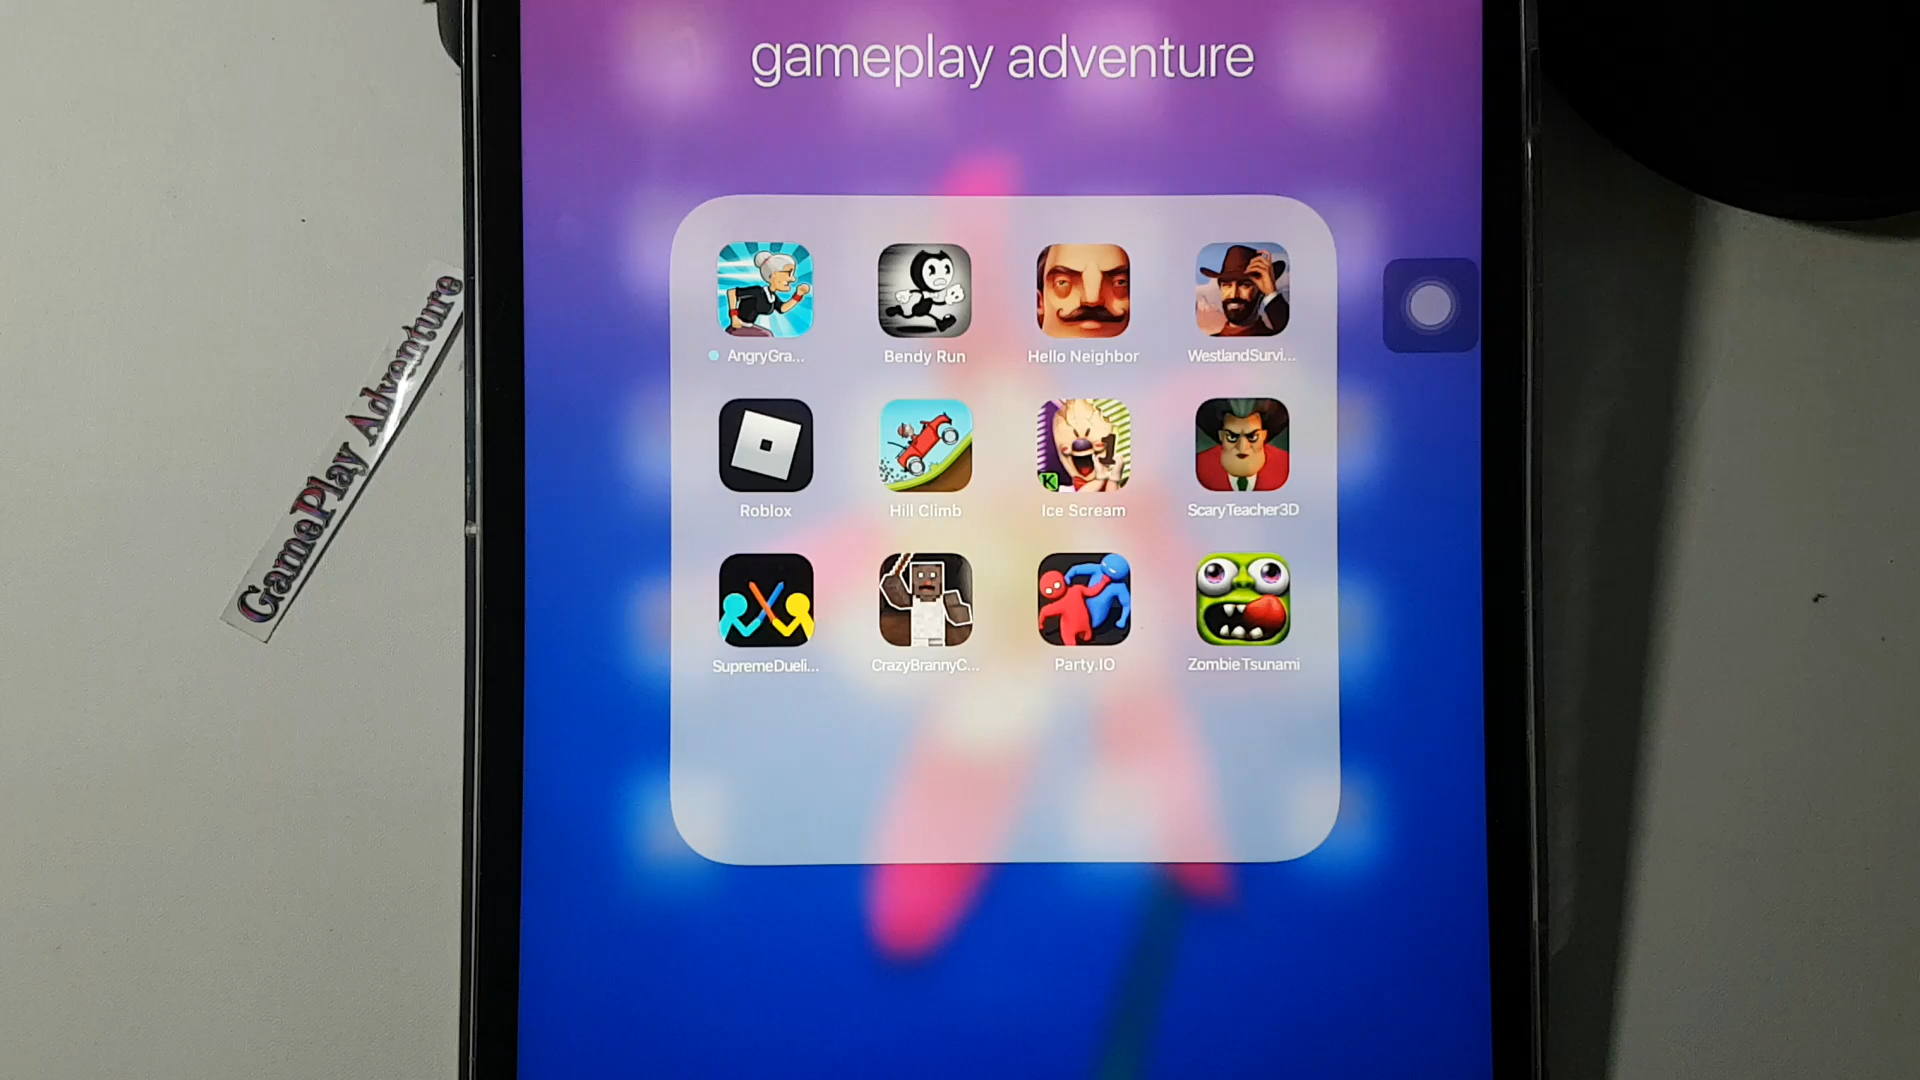 gameplay adventure
AngryGra...
Bendy Run
Hello Neighbor
WestlandSurvi...
Roblox
Hill Climb
Ice Scream
ScaryTeacher3D
SupremeDueli...
CrazyBrannyC...
Party.IO
Zombie Tsunami
GamePlay Adventure
1
K